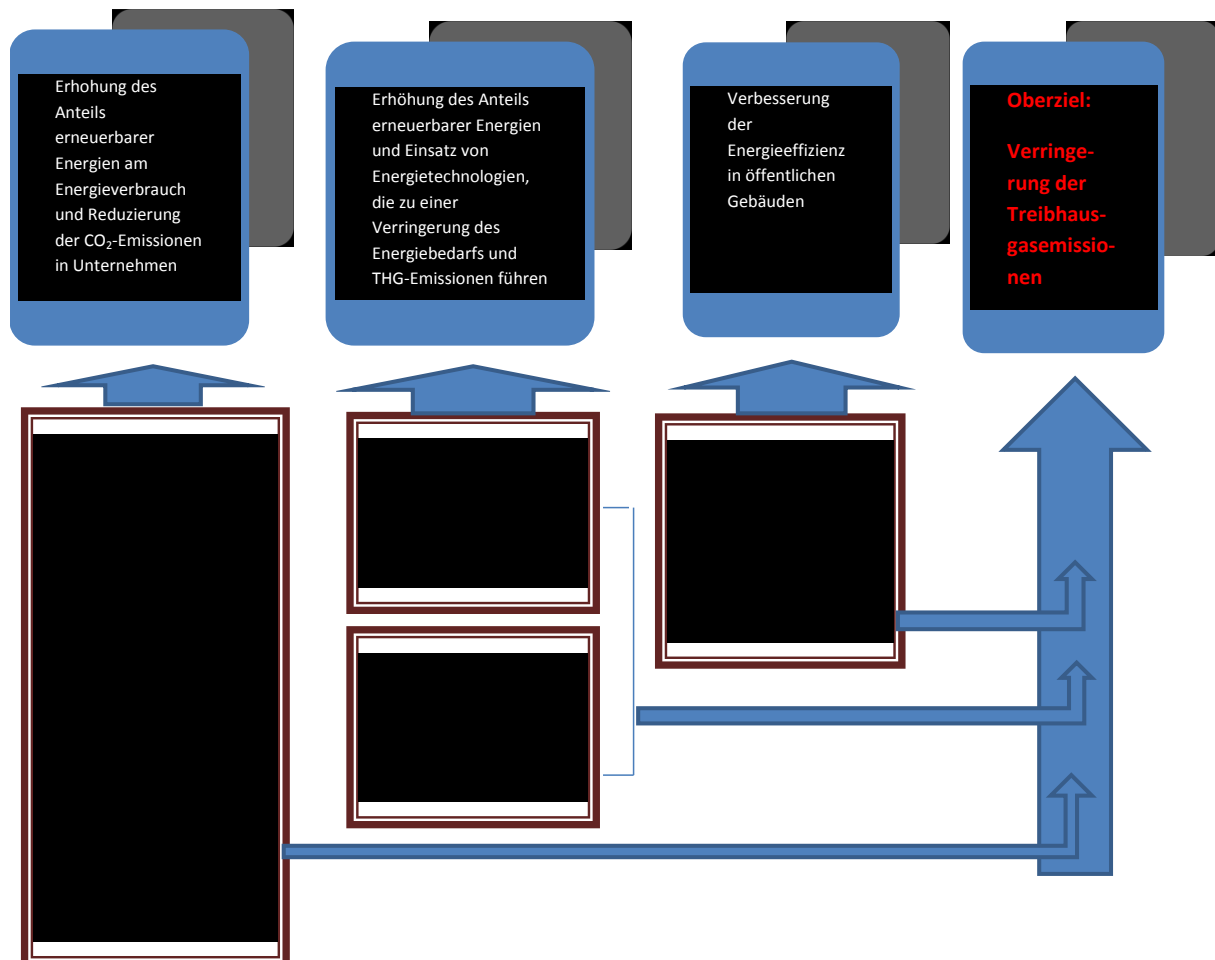 Erhohung des
Anteils
erneuerbarer
Energien am
Energieverbrauch
und Reduzierung
der CO₂-Emissionen
in Unternehmen
Erhöhung des Anteils
erneuerbarer Energien
und Einsatz von
Energietechnologien,
die zu einer
Verringerung des
Energiebedarfs und
THG-Emissionen führen
Verbesserung
der
Energieeffizienz
in öffentlichen
Gebäuden
Oberziel:
Verringe-
rung der
Treibhaus-
gasemissio-
nen